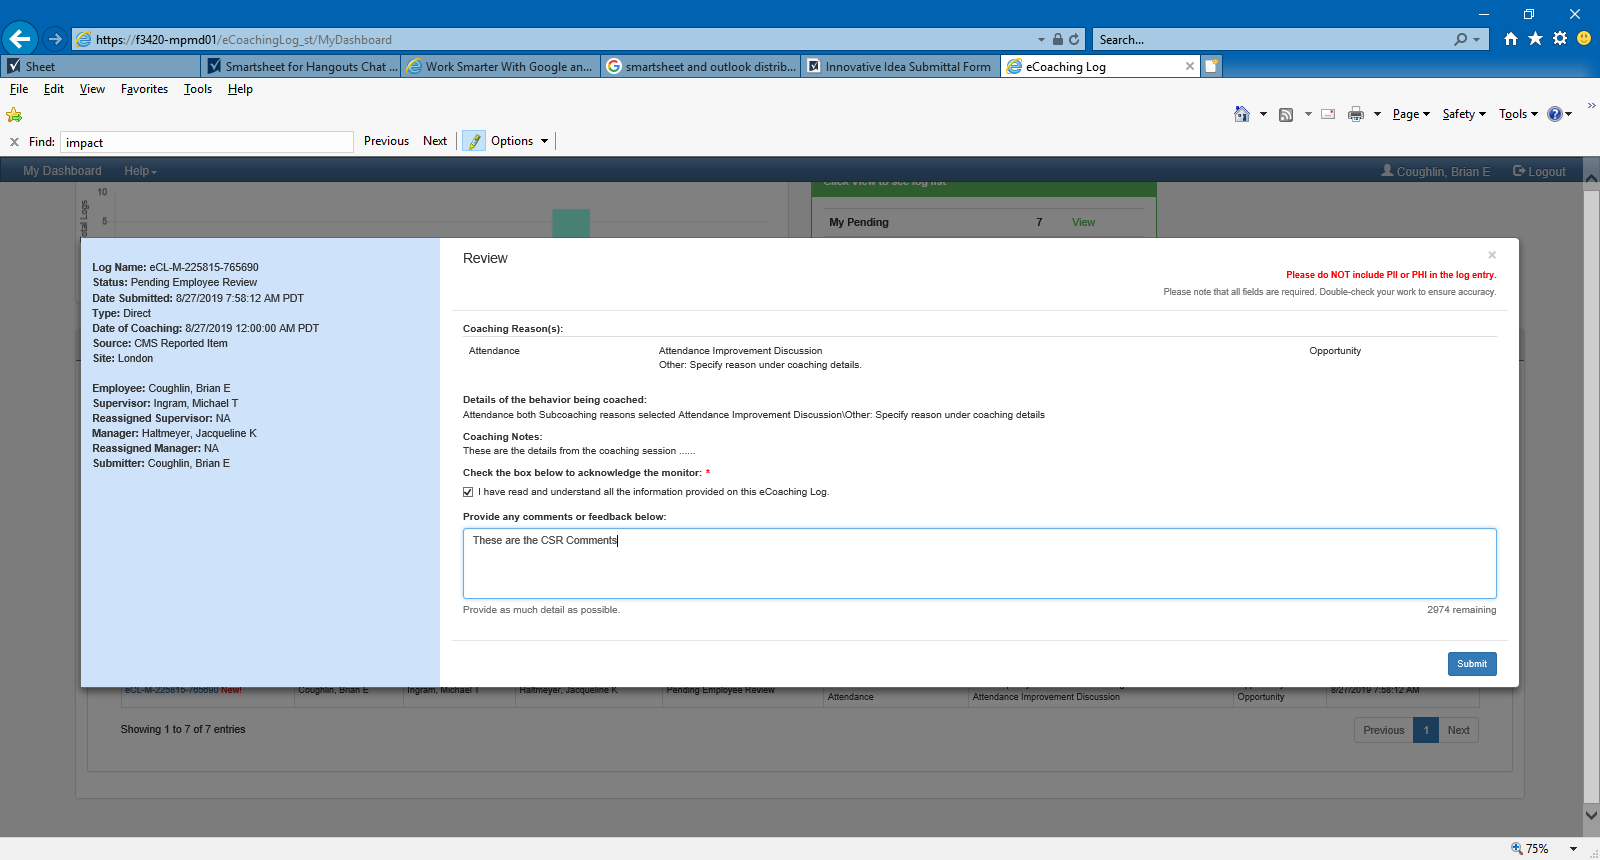 https://f3420-mpmd01/eCoachingLog_st/MyDashboard
Search...
Sheet
Smartsheet for Hangouts Chat ...
Work Smarter With Google an...
smartsheet and outlook distrib...
Innovative Idea Submittal Form
eCoaching Log
File Edit View Favorites Tools Help
Page Safety Tools
Find: impact Previous Next Options
My Dashboard Help Coughlin, Brian E Logout
10
5
Click View to see log list
My Pending 7 View
Review
Please do NOT include PII or PHI in the log entry.
Please note that all fields are required. Double-check your work to ensure accuracy.
Log Name: eCL-M-225815-765690
Status: Pending Employee Review
Date Submitted: 8/27/2019 7:58:12 AM PDT
Type: Direct
Date of Coaching: 8/27/2019 12:00:00 AM PDT
Source: CMS Reported Item
Site: London
Employee: Coughlin, Brian E
Supervisor: Ingram, Michael T
Reassigned Supervisor: NA
Manager: Haltmeyer, Jacqueline K
Reassigned Manager: NA
Submitter: Coughlin, Brian E
Coaching Reason(s):
Attendance Attendance Improvement Discussion Opportunity
Other: Specify reason under coaching details.
Details of the behavior being coached:
Attendance both Subcoaching reasons selected Attendance Improvement Discussion\Other: Specify reason under coaching details
Coaching Notes:
These are the details from the coaching session ......
Check the box below to acknowledge the monitor: *
I have read and understand all the information provided on this eCoaching Log.
Provide any comments or feedback below:
These are the CSR Comments
Provide as much detail as possible. 2974 remaining
Submit
eCL-M-225815-765690 New! Coughlin, Brian E Ingram, Michael T Haltmeyer, Jacqueline K Pending Employee Review 8/27/2019 7:58:12 AM
Attendance Attendance Improvement Discussion Opportunity
Showing 1 to 7 of 7 entries
Previous 1 Next
75%